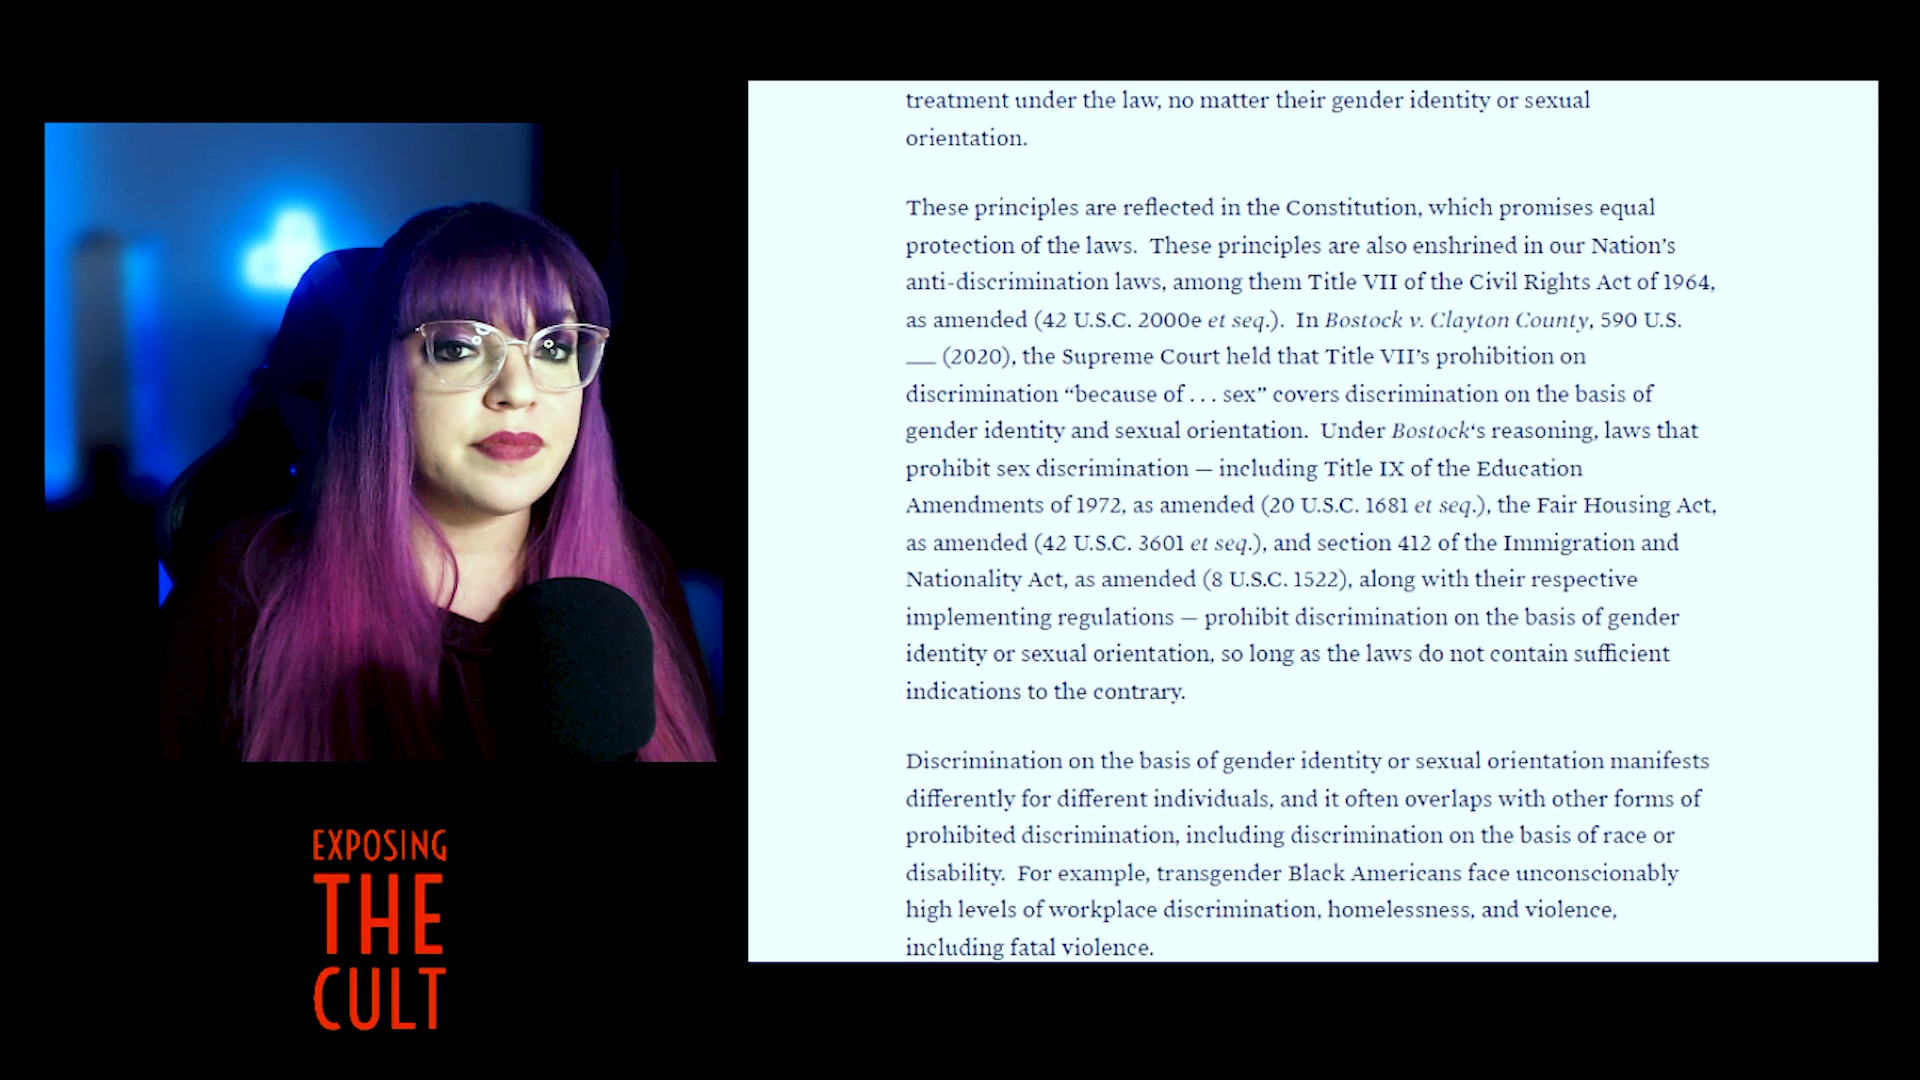 EXPOSING
THE
CULT
treatment under the law, no matter their gender identity or sexual
orientation.
These principles are reflected in the Constitution, which promises equal
protection of the laws.  These principles are also enshrined in our Nation’s
anti-discrimination laws, among them Title VII of the Civil Rights Act of 1964,
as amended (42 U.S.C. 2000e et seq.).  In Bostock v. Clayton County, 590 U.S.
___ (2020), the Supreme Court held that Title VII’s prohibition on
discrimination “because of . . . sex” covers discrimination on the basis of
gender identity and sexual orientation.  Under Bostock‘s reasoning, laws that
prohibit sex discrimination — including Title IX of the Education
Amendments of 1972, as amended (20 U.S.C. 1681 et seq.), the Fair Housing Act,
as amended (42 U.S.C. 3601 et seq.), and section 412 of the Immigration and
Nationality Act, as amended (8 U.S.C. 1522), along with their respective
implementing regulations — prohibit discrimination on the basis of gender
identity or sexual orientation, so long as the laws do not contain sufficient
indications to the contrary.
Discrimination on the basis of gender identity or sexual orientation manifests
differently for different individuals, and it often overlaps with other forms of
prohibited discrimination, including discrimination on the basis of race or
disability.  For example, transgender Black Americans face unconscionably
high levels of workplace discrimination, homelessness, and violence,
including fatal violence.